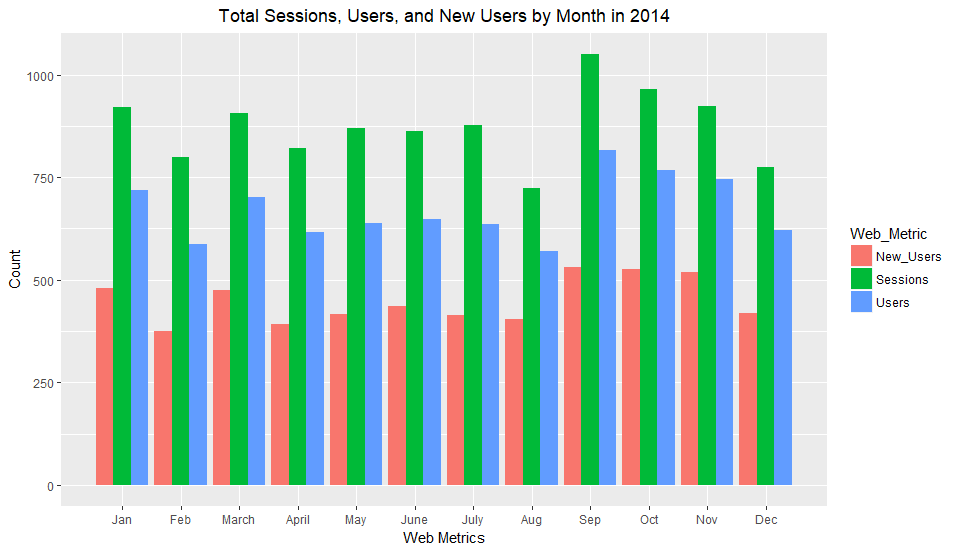 Total Sessions, Users, and New Users by Month in 2014
Count
1000
750
500
250
0
Jan Feb March April May June July Aug Sep Oct Nov Dec
Web Metrics
Web_Metric
New_Users
Sessions
Users